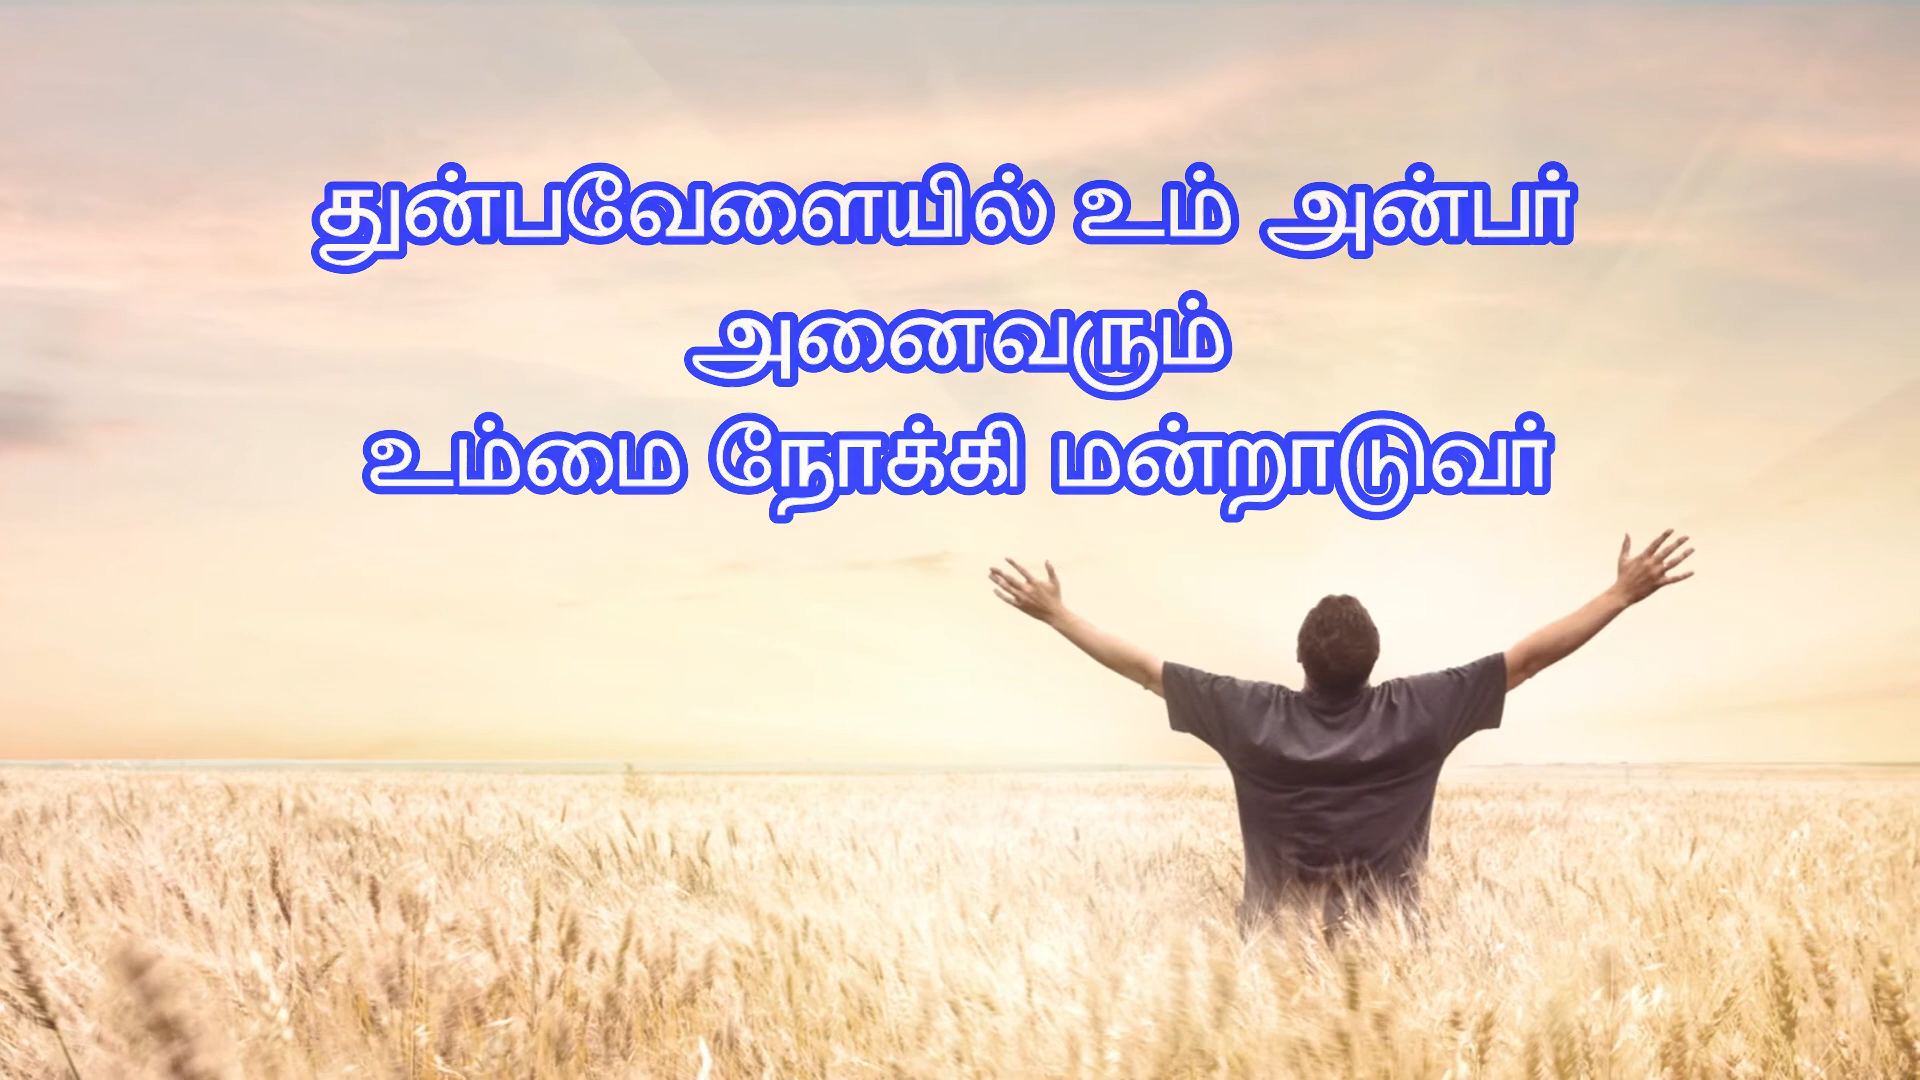 துன்பவேளையில் உம் அன்பர்
அனைவரும்
உம்மை நோக்கி மன்றாடுவர்